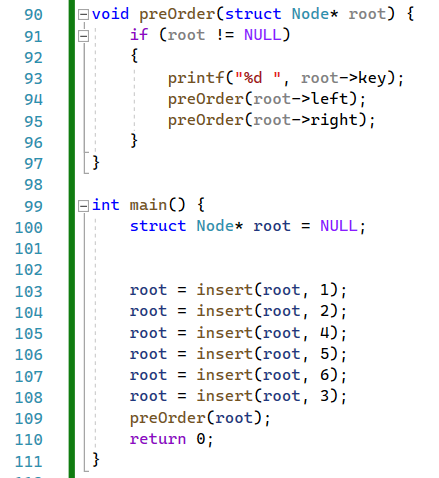 90 void preOrder(struct Node* root) {
91 if (root != NULL)
92 {
93 printf("%d ", root->key);
94 preOrder(root->left);
95 preOrder(root->right);
96 }
97 }
98
99 int main() {
100 struct Node* root = NULL;
101
102
103 root = insert(root, 1);
104 root = insert(root, 2);
105 root = insert(root, 4);
106 root = insert(root, 5);
107 root = insert(root, 6);
108 root = insert(root, 3);
109 preOrder(root);
110 return 0;
111 }